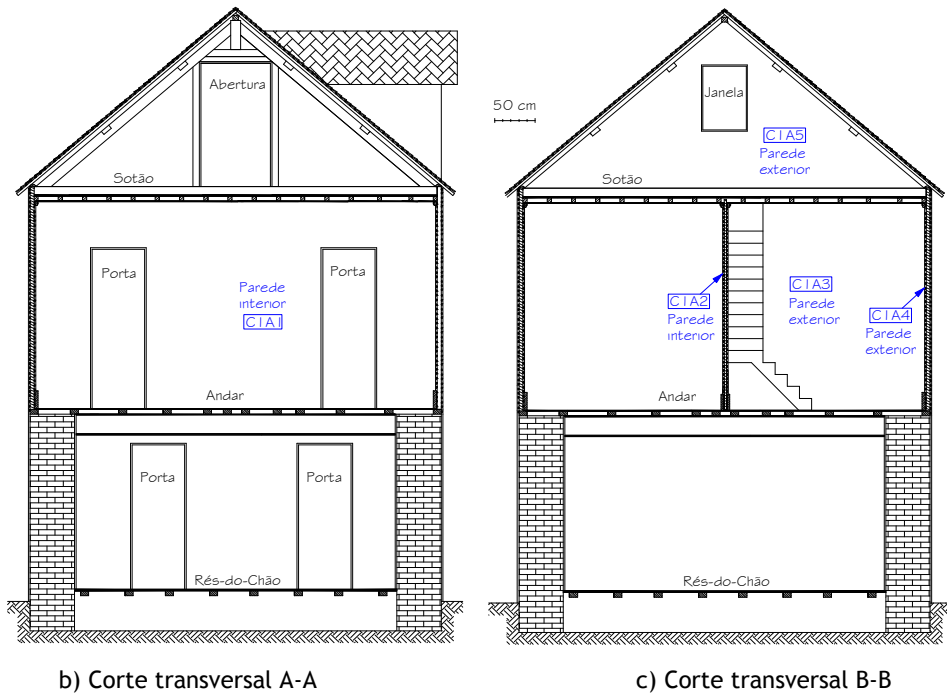 Abertura
Sotão
Porta
Porta
Parede
interior
C1A1
Andar
Porta
Porta
Rés-do-Chão
b) Corte transversal A-A
50 cm
Janela
C1A5
Parede
exterior
Sotão
C1A2
Parede
interior
C1A3
Parede
exterior
C1A4
Parede
exterior
Andar
Rés-do-Chão
c) Corte transversal B-B